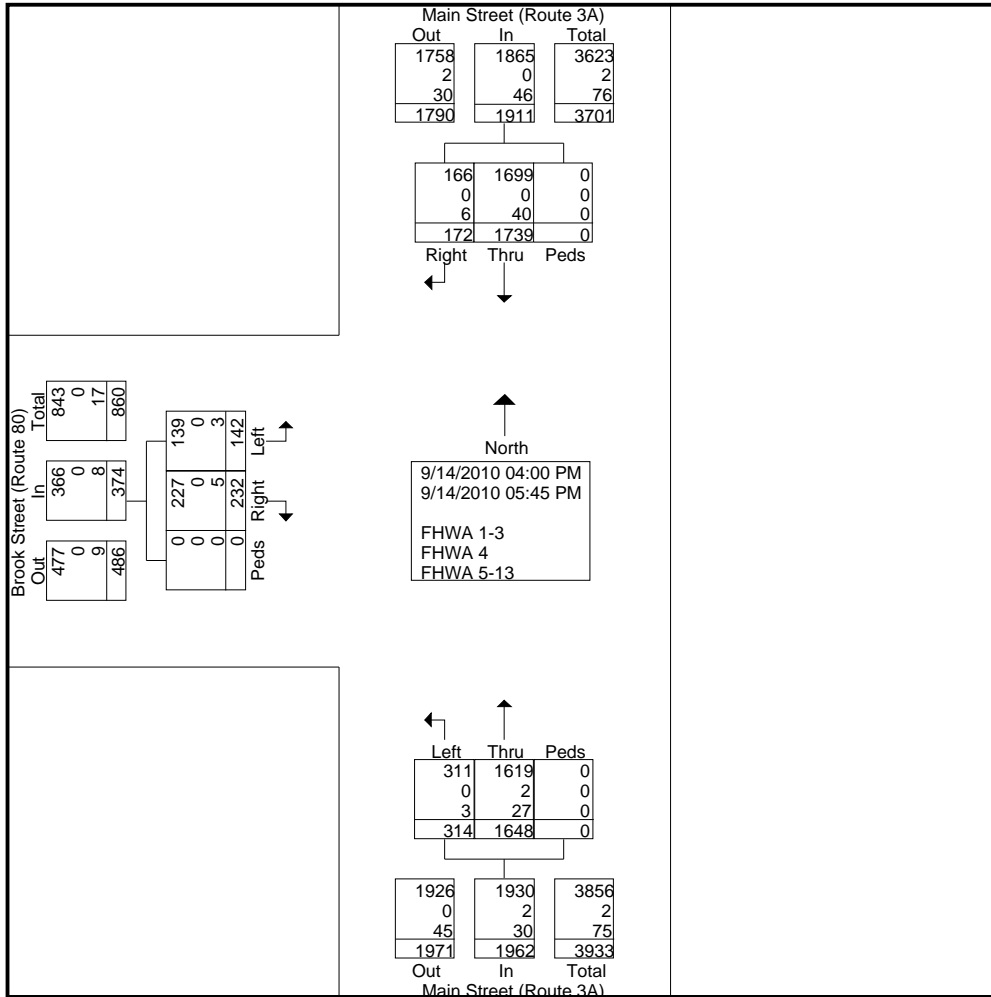 Main Street (Route 3A)
Out In Total
1758 1865 3623
2 0 2
30 46 76
1790 1911 3701
166 1699 0
0 0 0
6 40 0
172 1739 0
Right Thru Peds
Brook Street (Route 80)
Total
843
0
17
860
In
366
0
8
374
Out
477
0
9
486
139
0
3
142
Left
227
0
5
232
Right
0
0
0
0
Peds
North
9/14/2010 04:00 PM
9/14/2010 05:45 PM
FHWA 1-3
FHWA 4
FHWA 5-13
Left Thru Peds
311 1619 0
0 2 0
3 27 0
314 1648 0
1926 1930 3856
0 2 2
45 30 75
1971 1962 3933
Out In Total
Main Street (Route 3A)